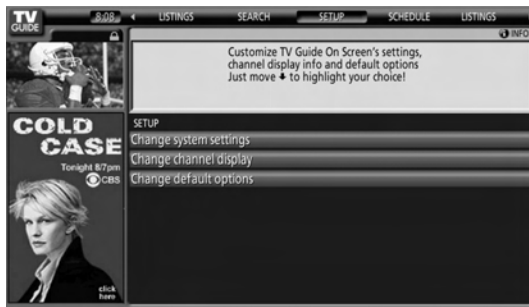 TV
GUIDE
8:08
LISTINGS
SEARCH
SETUP
SCHEDULE
LISTINGS
INFO
Customize TV Guide On Screen's settings,
channel display info and default options
Just move ⬇ to highlight your choice!
COLD
CASE
Tonight 8/7pm
CBS
click
here
SETUP
Change system settings
Change channel display
Change default options